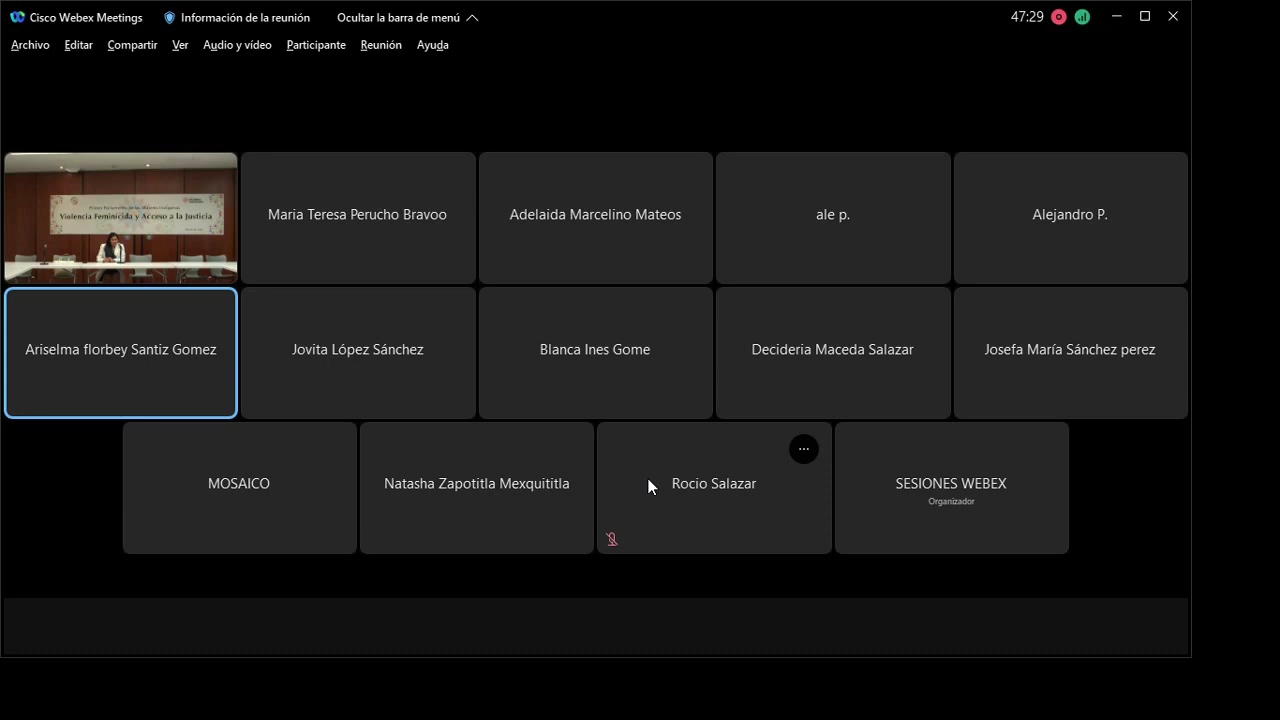 Cisco Webex Meetings
Información de la reunión
Ocultar la barra de menú
47:29
Archivo
Editar
Compartir
Ver
Audio y vídeo
Participante
Reunión
Ayuda
Violencia Feminicida y Acceso a la Justicia
Maria Teresa Perucho Bravoo
Adelaida Marcelino Mateos
ale p.
Alejandro P.
Ariselma florbey Santiz Gomez
Jovita López Sánchez
Blanca Ines Gome
Decideria Maceda Salazar
Josefa María Sánchez perez
MOSAICO
Natasha Zapotitla Mexquititla
Rocio Salazar
SESIONES WEBEX
Organizador